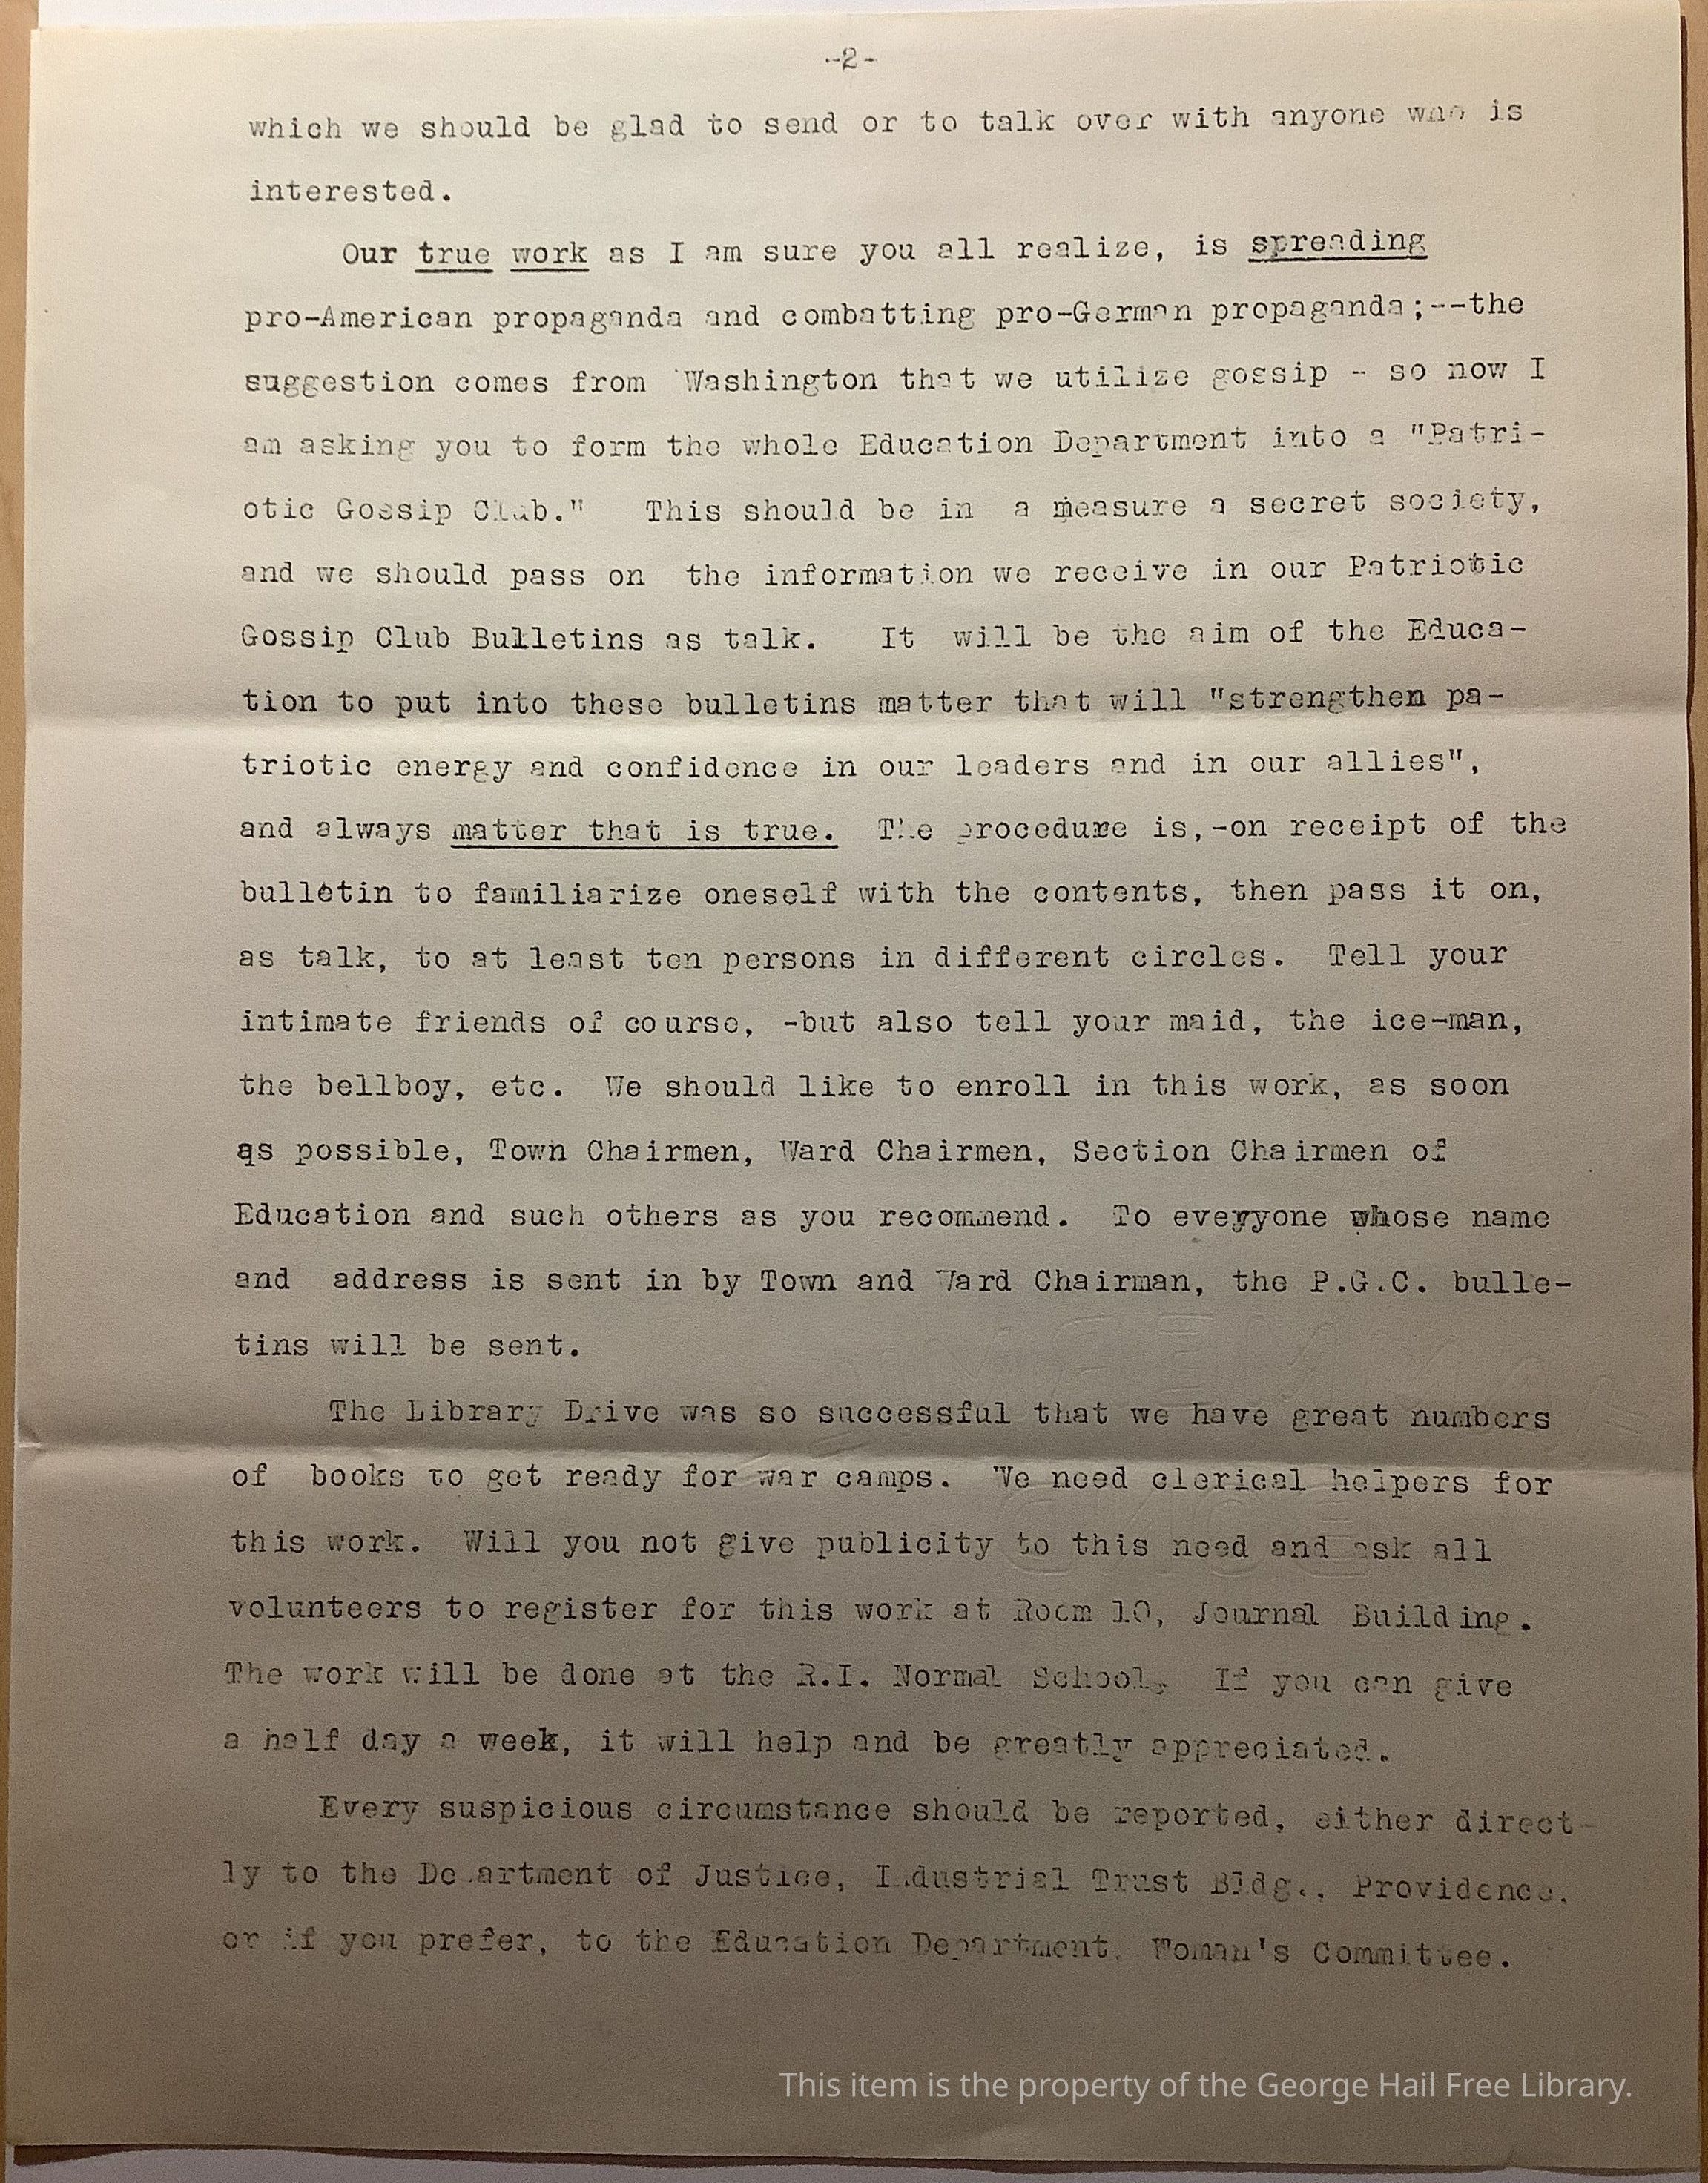 -2-
which we should be glad to send or to talk over with anyone who is
interested.
Our true work as I am sure you all realize, is spreading
pro-American propaganda and combatting pro-German propaganda;--the
suggestion comes from Washington that we utilize gossip - so now I
am asking you to form the whole Education Department into a "Patri-
otic Gossip Club." This should be in a measure a secret society,
and we should pass on the information we receive in our Patriotic
Gossip Club Bulletins as talk. It will be the aim of the Educa-
tion to put into these bulletins matter that will "strengthen pa-
triotic energy and confidence in our leaders and in our allies",
and always matter that is true. The procedure is,-on receipt of the
bulletin to familiarize oneself with the contents, then pass it on,
as talk, to at least ten persons in different circles. Tell your
intimate friends of course, -but also tell your maid, the ice-man,
the bellboy, etc. We should like to enroll in this work, as soon
as possible, Town Chairmen, Ward Chairmen, Section Chairmen of
Education and such others as you recommend. To everyone whose name
and address is sent in by Town and Ward Chairman, the P.G.C. bulle-
tins will be sent.
The Library Drive was so successful that we have great numbers
of books to get ready for war camps. We need clerical helpers for
this work. Will you not give publicity to this need and ask all
volunteers to register for this work at Room 10, Journal Building.
The work will be done at the R.I. Normal School. If you can give
a half day a week, it will help and be greatly appreciated.
Every suspicious circumstance should be reported, either direct-
ly to the Department of Justice, Industrial Trust Bldg., Providence,
or if you prefer, to the Education Department, Woman's Committee.
This item is the property of the George Hail Free Library.